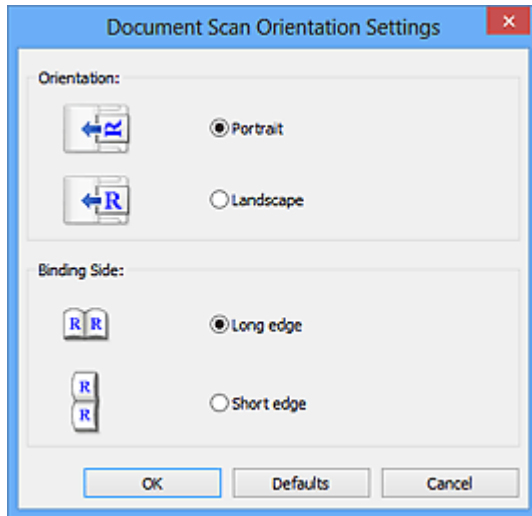 Document Scan Orientation Settings
Orientation:
R
Portrait
R
Landscape
Binding Side:
R R
Long edge
R
R
Short edge
OK Defaults Cancel